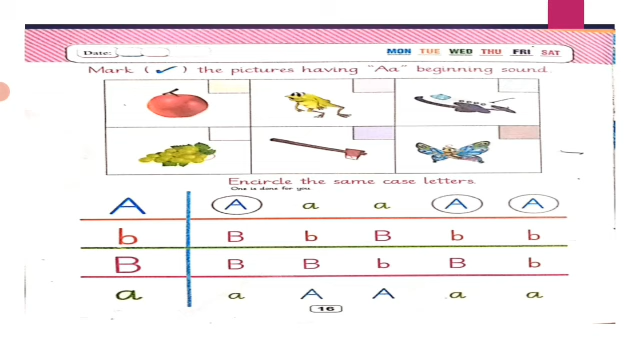 Date:
MON TUE WED THU FRI SAT
Mark ( ✓ ) the pictures having "Aa" beginning sound.
Encircle the same case letters.
One is done for you.
A A a a A A
b B b B b b
B B B b B b
a a A A a a
16